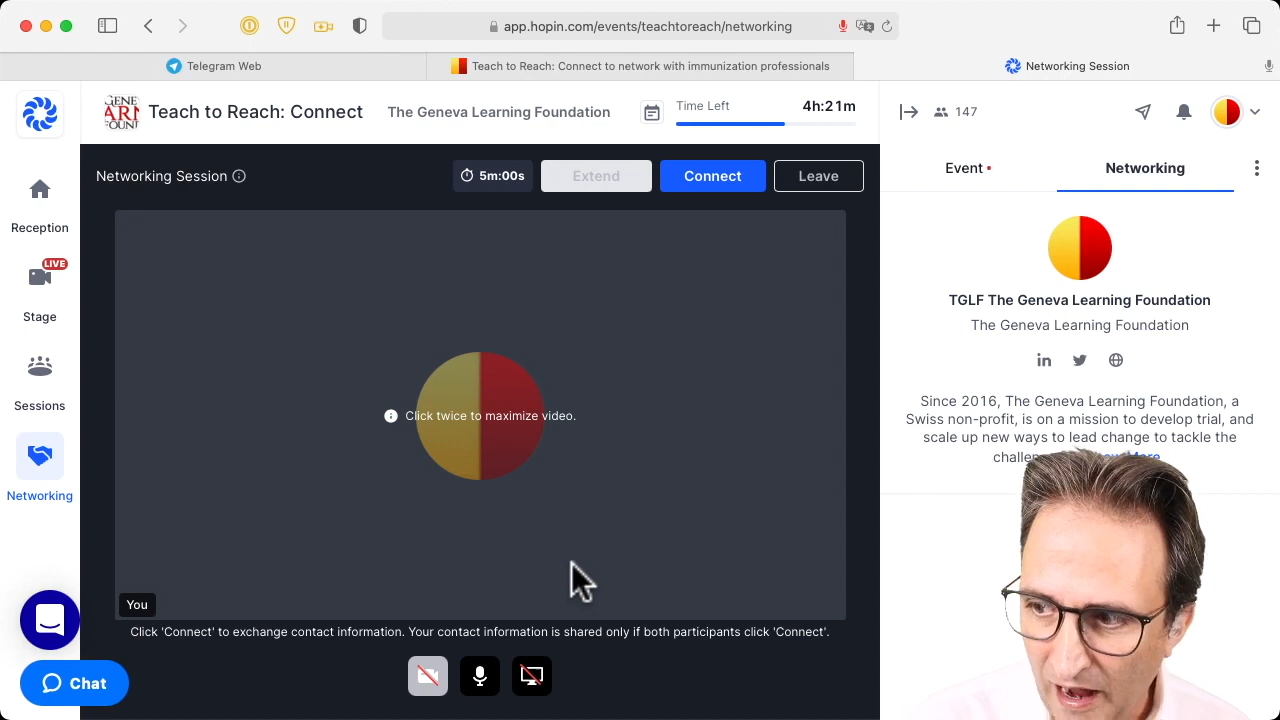 app.hopin.com/events/teachtoreach/networking
Telegram Web
Teach to Reach: Connect to network with immunization professionals
Networking Session
Teach to Reach: Connect
The Geneva Learning Foundation
Time Left
4h:21m
147
Networking Session
5m:00s
Extend
Connect
Leave
Event
Networking
Reception
LIVE
Stage
Sessions
Networking
Chat
Click twice to maximize video.
You
Click 'Connect' to exchange contact information. Your contact information is shared only if both participants click 'Connect'.
TGLF The Geneva Learning Foundation
The Geneva Learning Foundation
Since 2016, The Geneva Learning Foundation, a
Swiss non-profit, is on a mission to develop trial, and
scale up new ways to lead change to tackle the